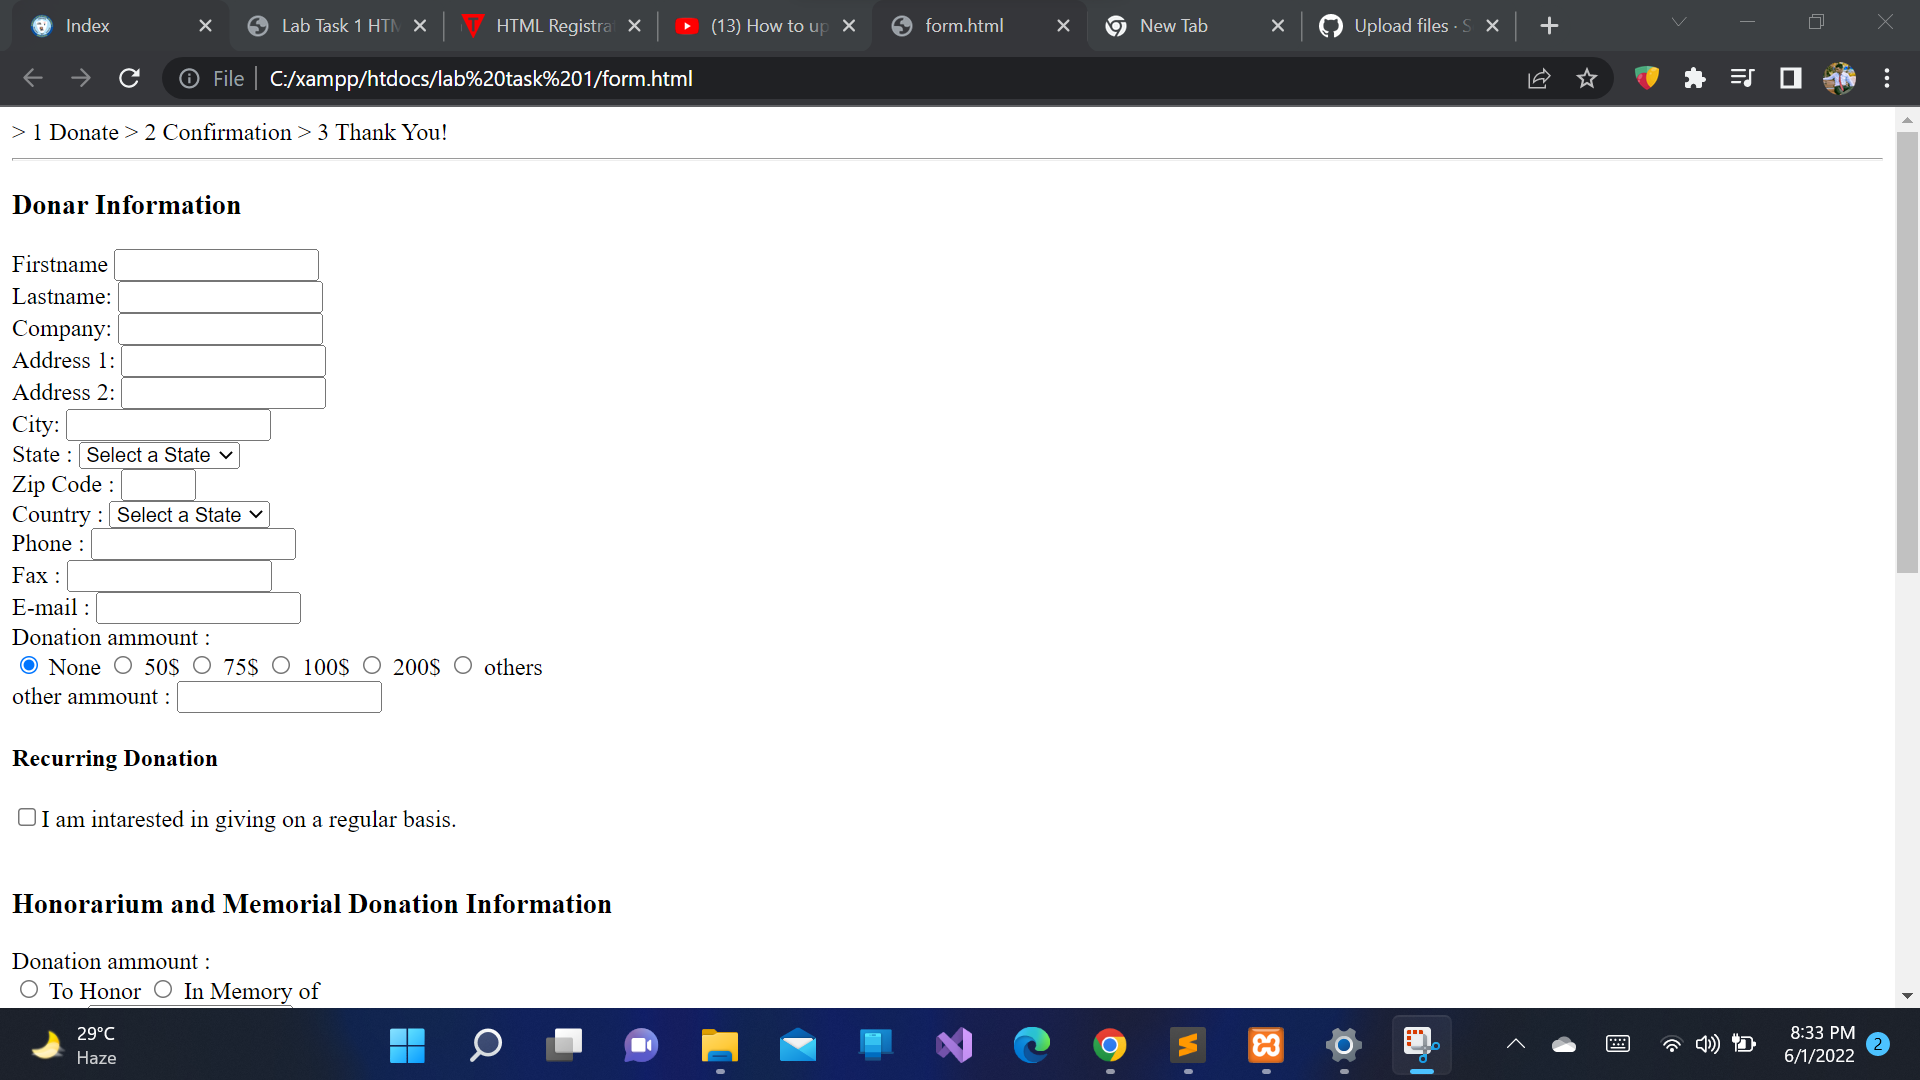 Index
Lab Task 1 HTM
HTML Registra
(13) How to up
form.html
New Tab
Upload files · S
File
C:/xampp/htdocs/lab%20task%201/form.html
> 1 Donate > 2 Confirmation > 3 Thank You!
Donar Information
Firstname
Lastname:
Company:
Address 1:
Address 2:
City:
State : Select a State
Zip Code :
Country : Select a State
Phone :
Fax :
E-mail :
Donation ammount :
None 50$ 75$ 100$ 200$ others
other ammount :
Recurring Donation
I am intarested in giving on a regular basis.
Honorarium and Memorial Donation Information
Donation ammount :
To Honor In Memory of
29°C
Haze
8:33 PM
6/1/2022
2